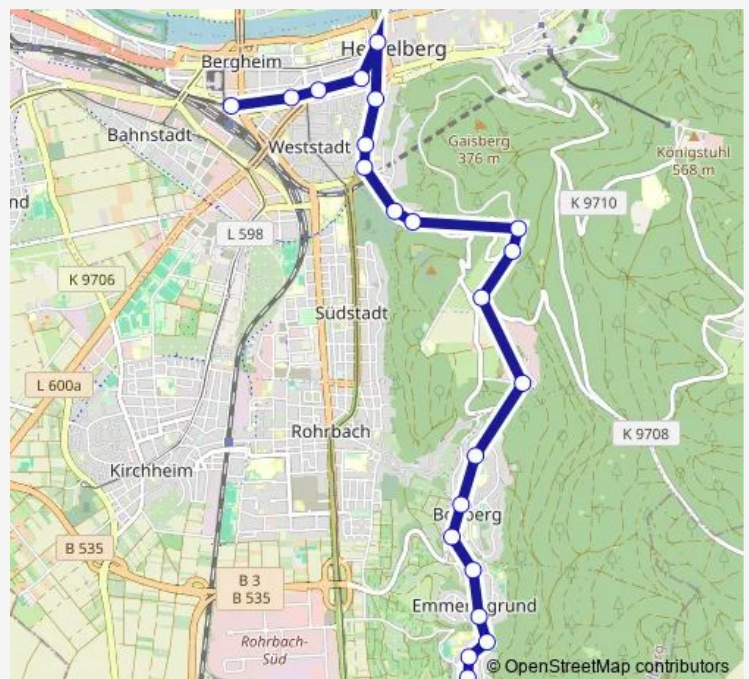 Bergheim
Bahnstadt
Weststadt
Gaisberg
376 m
Königstuhl
568 m
nd
K 9710
L 598
K 9706
Südstadt
L 600a
Rohrbach
K 9708
Kirchheim
B 535
B 3
B 535
Rohrbach-
Süd
© OpenStreetMap contributors